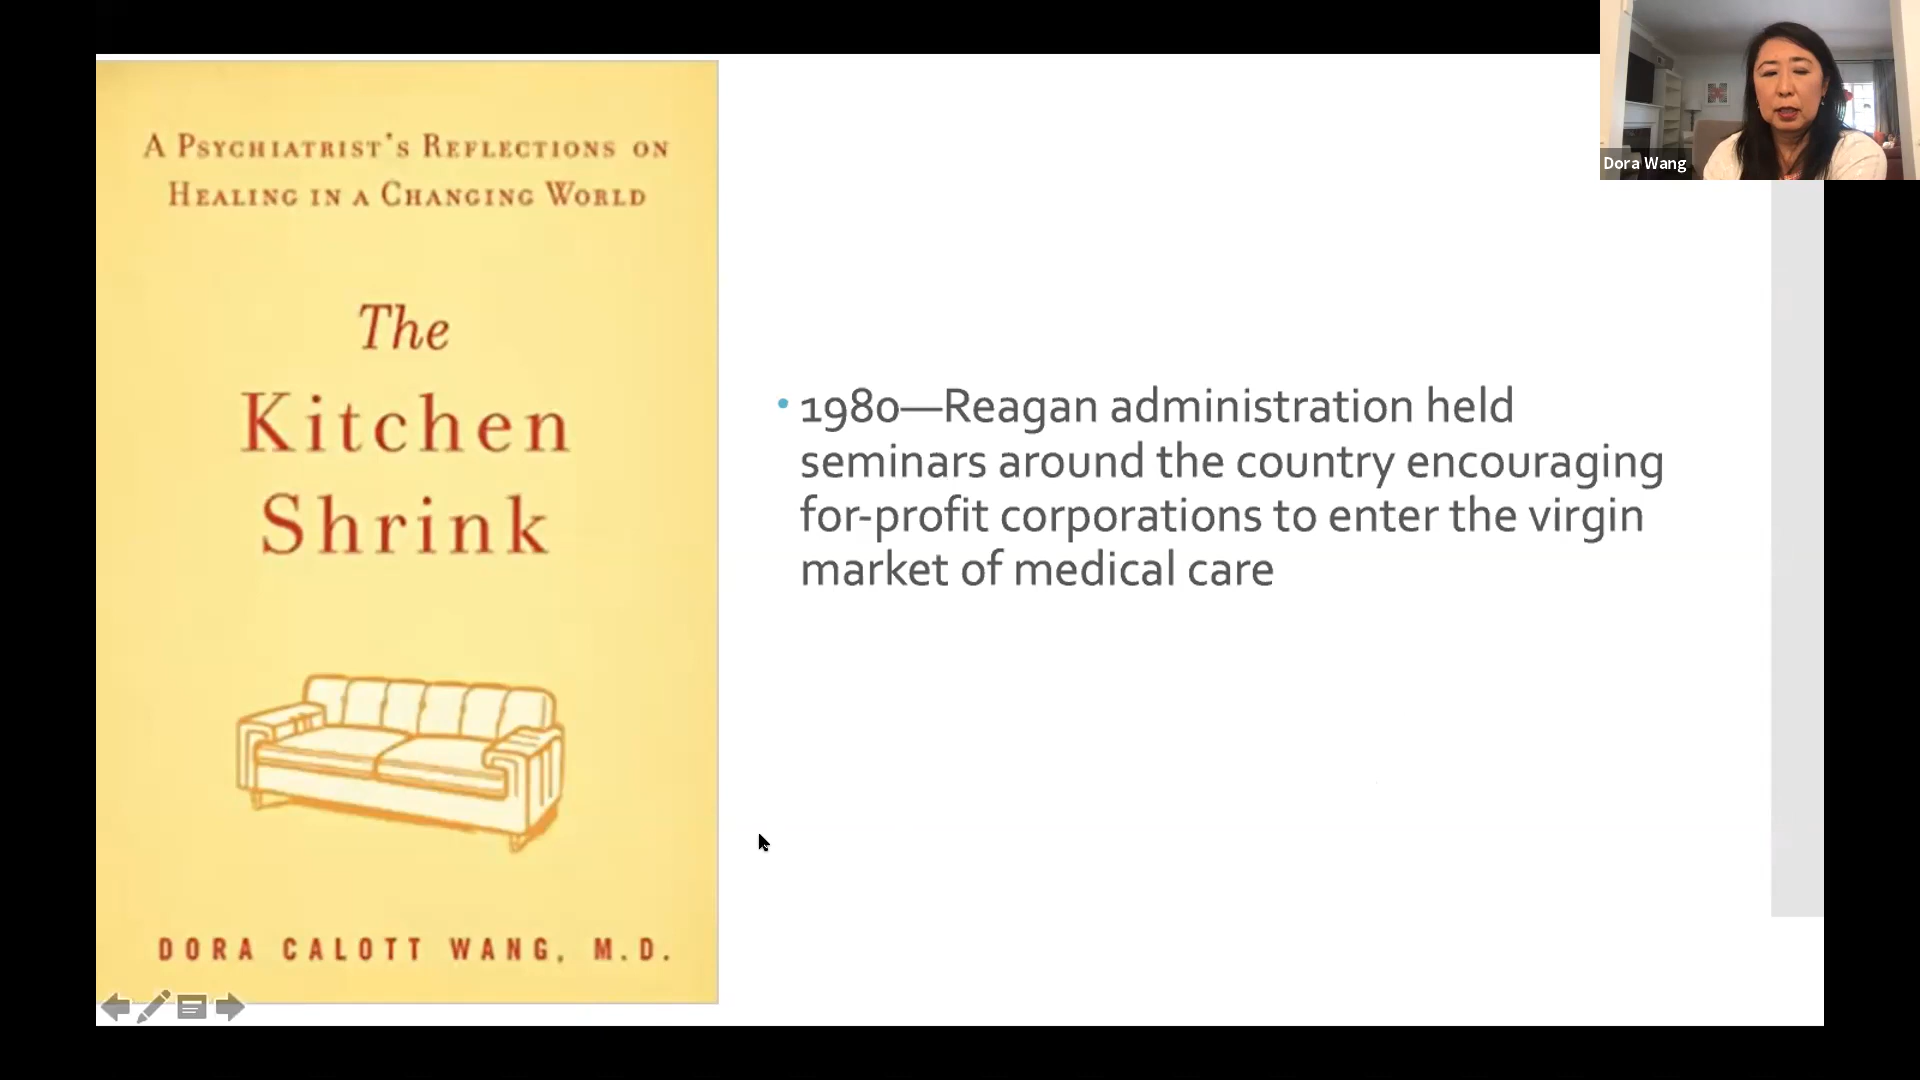 A PSYCHIATRIST'S REFLECTIONS ON
HEALING IN A CHANGING WORLD
The
Kitchen
Shrink
DORA CALOTT WANG, M.D.
• 1980—Reagan administration held
seminars around the country encouraging
for-profit corporations to enter the virgin
market of medical care
Dora Wang